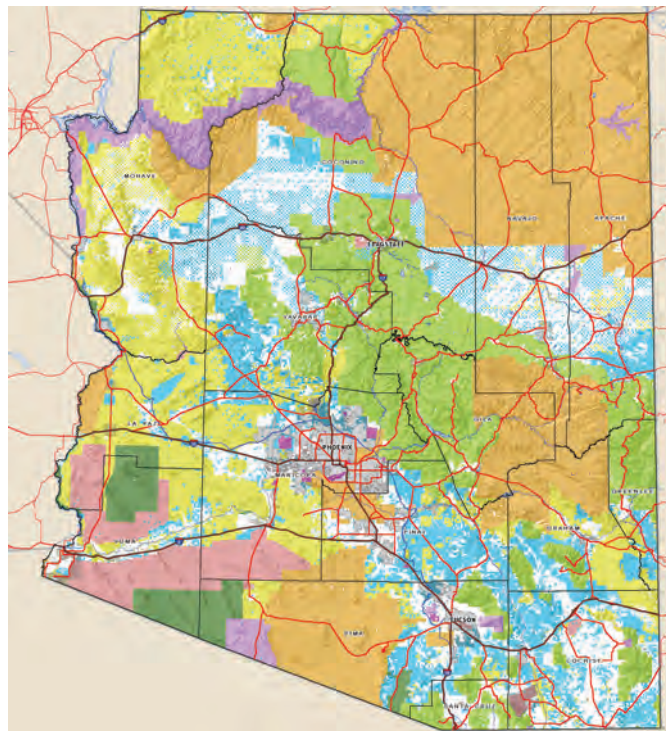 COCONINO
MOHAVE
NAVAJO
APACHE
FLAGSTAFF
YAVAPAI
LA PAZ
GILA
PHOENIX
MARICOPA
GREENLEE
GRAHAM
YUMA
PINAL
TUCSON
PIMA
COCHISE
SANTA CRUZ